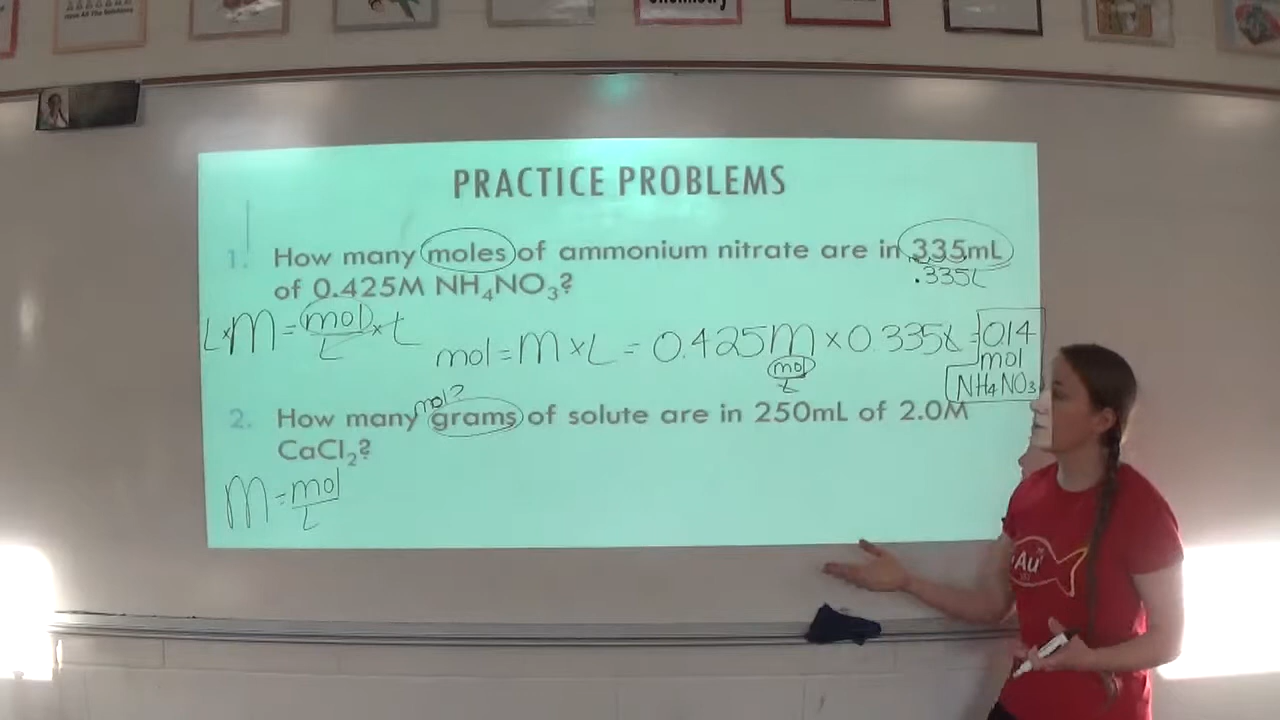 Chemistry
PRACTICE PROBLEMS
1. How many moles of ammonium nitrate are in 335mL
.335L
of 0.425M NH₄NO₃?
L×M = mol/L × L
mol = M × L = 0.425M × 0.335L = 0.14
mol/L
mol
NH₄NO₃
mol?
2. How many grams of solute are in 250mL of 2.0M
CaCl₂?
M = mol/L
Au